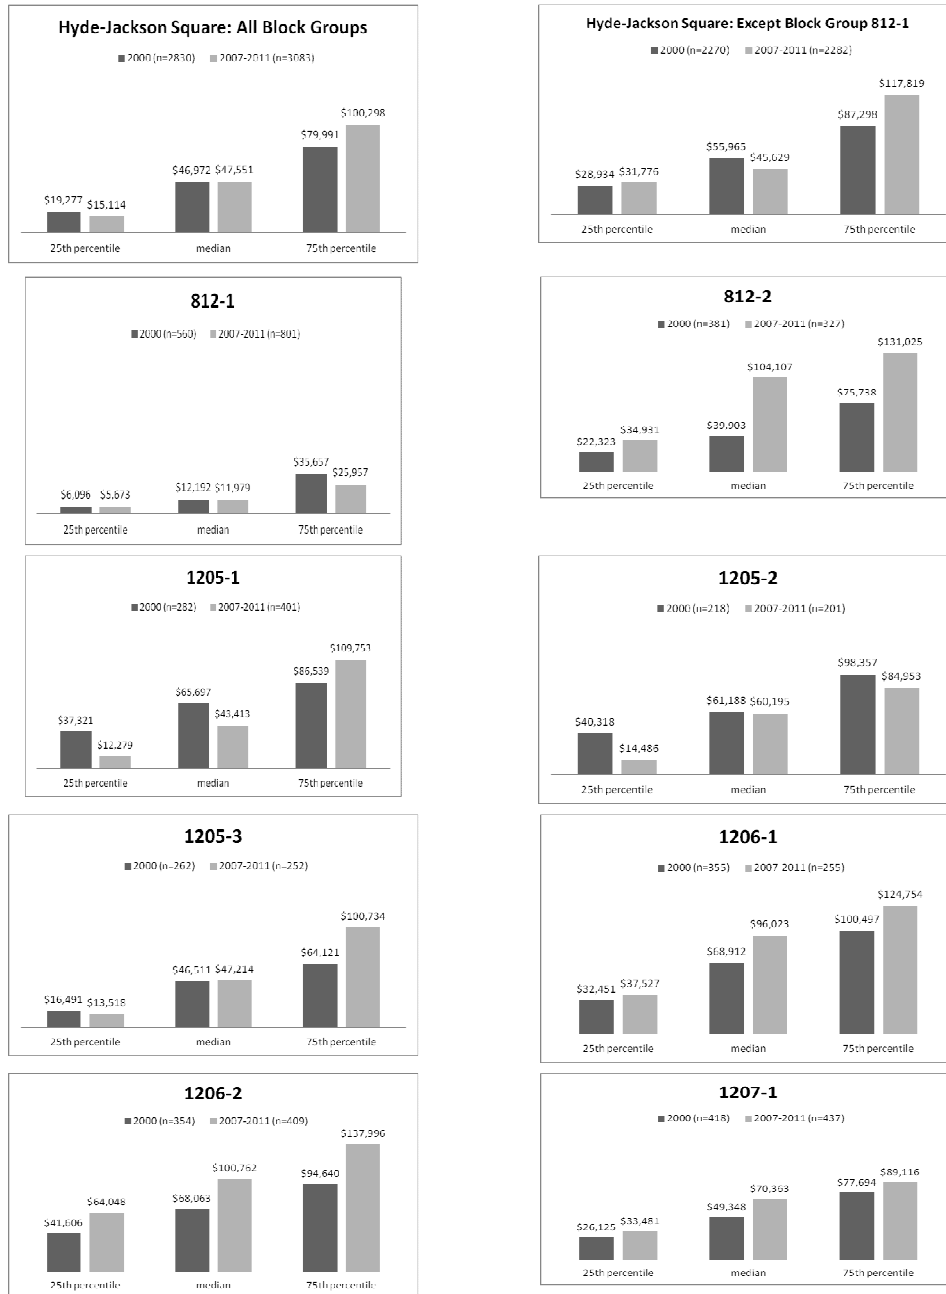 Hyde-Jackson Square: All Block Groups
2000 (n=2830) 2007-2011 (n=3083)
$19,277 $15,114 $46,972 $47,551 $79,991 $100,298
25th percentile median 75th percentile
Hyde-Jackson Square: Except Block Group 812-1
2000 (n=2270) 2007-2011 (n=2282)
$28,934 $31,776 $55,965 $45,629 $87,298 $117,819
25th percentile median 75th percentile
812-1
2000 (n=560) 2007-2011 (n=801)
$6,096 $5,673 $12,192 $11,979 $35,657 $25,957
25th percentile median 75th percentile
812-2
2000 (n=381) 2007-2011 (n=327)
$22,323 $34,931 $39,903 $104,107 $75,738 $131,025
25th percentile median 75th percentile
1205-1
2000 (n=282) 2007-2011 (n=401)
$37,321 $12,279 $65,697 $43,413 $86,539 $109,753
25th percentile median 75th percentile
1205-2
2000 (n=218) 2007-2011 (n=201)
$40,318 $14,486 $61,188 $60,195 $98,357 $84,953
25th percentile median 75th percentile
1205-3
2000 (n=262) 2007-2011 (n=252)
$16,491 $13,518 $46,511 $47,214 $64,121 $100,734
25th percentile median 75th percentile
1206-1
2000 (n=355) 2007-2011 (n=255)
$32,451 $37,527 $68,912 $96,023 $100,497 $124,754
25th percentile median 75th percentile
1206-2
2000 (n=354) 2007-2011 (n=409)
$41,606 $64,048 $68,063 $100,762 $94,640 $137,996
25th percentile median 75th percentile
1207-1
2000 (n=418) 2007-2011 (n=437)
$26,125 $33,481 $49,348 $70,363 $77,694 $89,116
25th percentile median 75th percentile